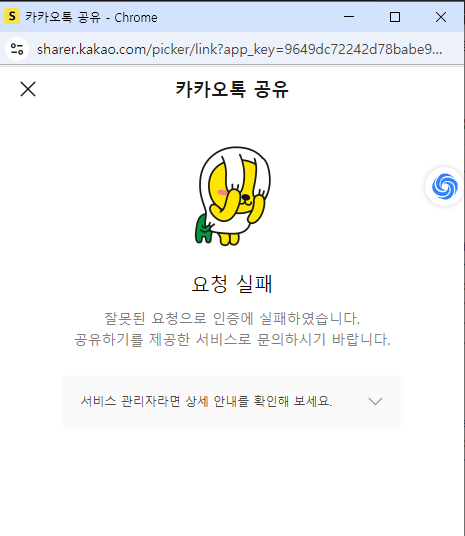 S 카카오톡 공유 - Chrome
sharer.kakao.com/picker/link?app_key=9649dc72242d78babe9...
카카오톡 공유
요청 실패
잘못된 요청으로 인증에 실패하였습니다.
공유하기를 제공한 서비스로 문의하시기 바랍니다.
서비스 관리자라면 상세 안내를 확인해 보세요.